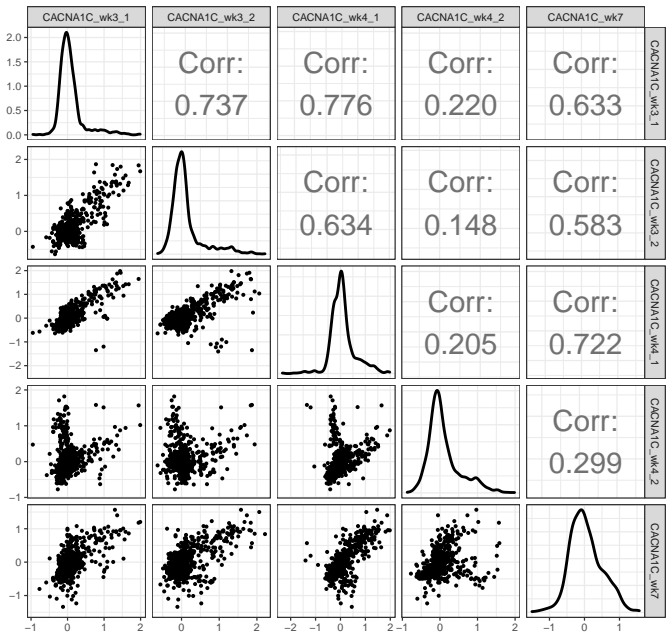 CACNA1C_wk3_1 CACNA1C_wk3_2 CACNA1C_wk4_1 CACNA1C_wk4_2 CACNA1C_wk7
2.0
1.5
1.0
0.5
0.0
Corr:
0.737
Corr:
0.776
Corr:
0.220
Corr:
0.633
CACNA1C_wk3_1
2
1
0
Corr:
0.634
Corr:
0.148
Corr:
0.583
CACNA1C_wk3_2
2
1
0
−1
−2
Corr:
0.205
Corr:
0.722
CACNA1C_wk4_1
2
1
0
−1
Corr:
0.299
CACNA1C_wk4_2
1
0
−1
CACNA1C_wk7
−1 0 1 2 0 1 2 −2 −1 0 1 2 −1 0 1 2 −1 0 1